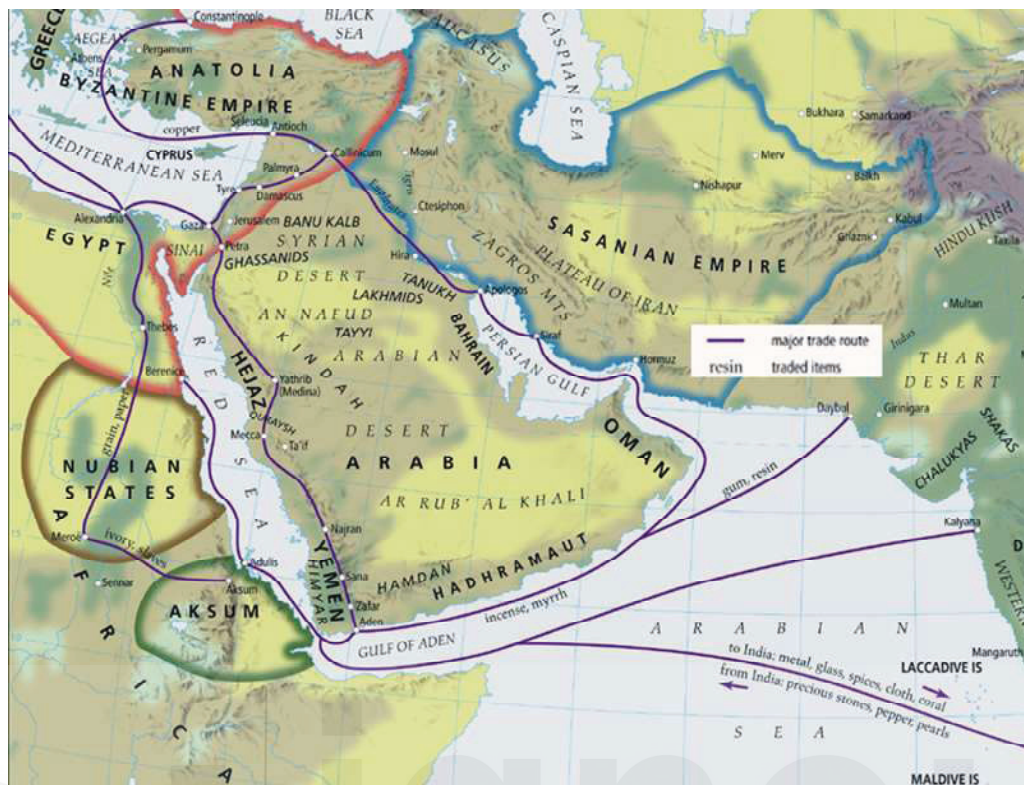 Constantinople
BLACK
SEA
CAUCASUS
CASPIAN SEA
GREECE
AEGEAN
SEA
Pergamum
Athens
ANATOLIA
BYZANTINE EMPIRE
Bukhara
Samarkand
copper
Seleucia
Antioch
MEDITERRANEAN SEA
CYPRUS
Callinicum
Mosul
Merv
Palmyra
Tigris
Nishapur
Balkh
Tyre
Damascus
Euphrates
Ctesiphon
Alexandria
Gaza
Jerusalem
BANU KALB
SASANIAN EMPIRE
Kabul
Ghazni
HINDU KUSH
Taxila
EGYPT
SINAI
Petra
SYRIAN
GHASSANIDS
Hira
ZAGROS MTS
PLATEAU OF IRAN
Nile
DESERT
TANUKH
LAKHMIDS
Apologos
Multan
AN NAFUD
TAYYI
BAHRAIN
Thebes
KINDAH
PERSIAN GULF
Siraf
major trade route
Indus
ARABIAN
Hormuz
resin
traded items
THAR
DESERT
RED SEA
HEJAZ
Berenice
Yathrib
(Medina)
Daybul
Girinigara
QURAYSH
SHAKAS
grain, paper
Mecca
Ta'if
DESERT
OMAN
CHALUKYAS
NUBIAN
STATES
ARABIA
gum, resin
AR RUB' AL KHALI
AFRICA
Najran
Kalyana
Meroë
ivory, slaves
D
YEMEN
HIMYAR
HAMDAN
HADHRAMAUT
WESTERN
Adulis
Sennar
Aksum
Sana
AKSUM
Zafar
incense, myrrh
Aden
GULF OF ADEN
ARABIAN
Mangaruth
to India: metal, glass, spices, cloth, coral
LACCADIVE IS
from India: precious stones, pepper, pearls
SEA
MALDIVE IS